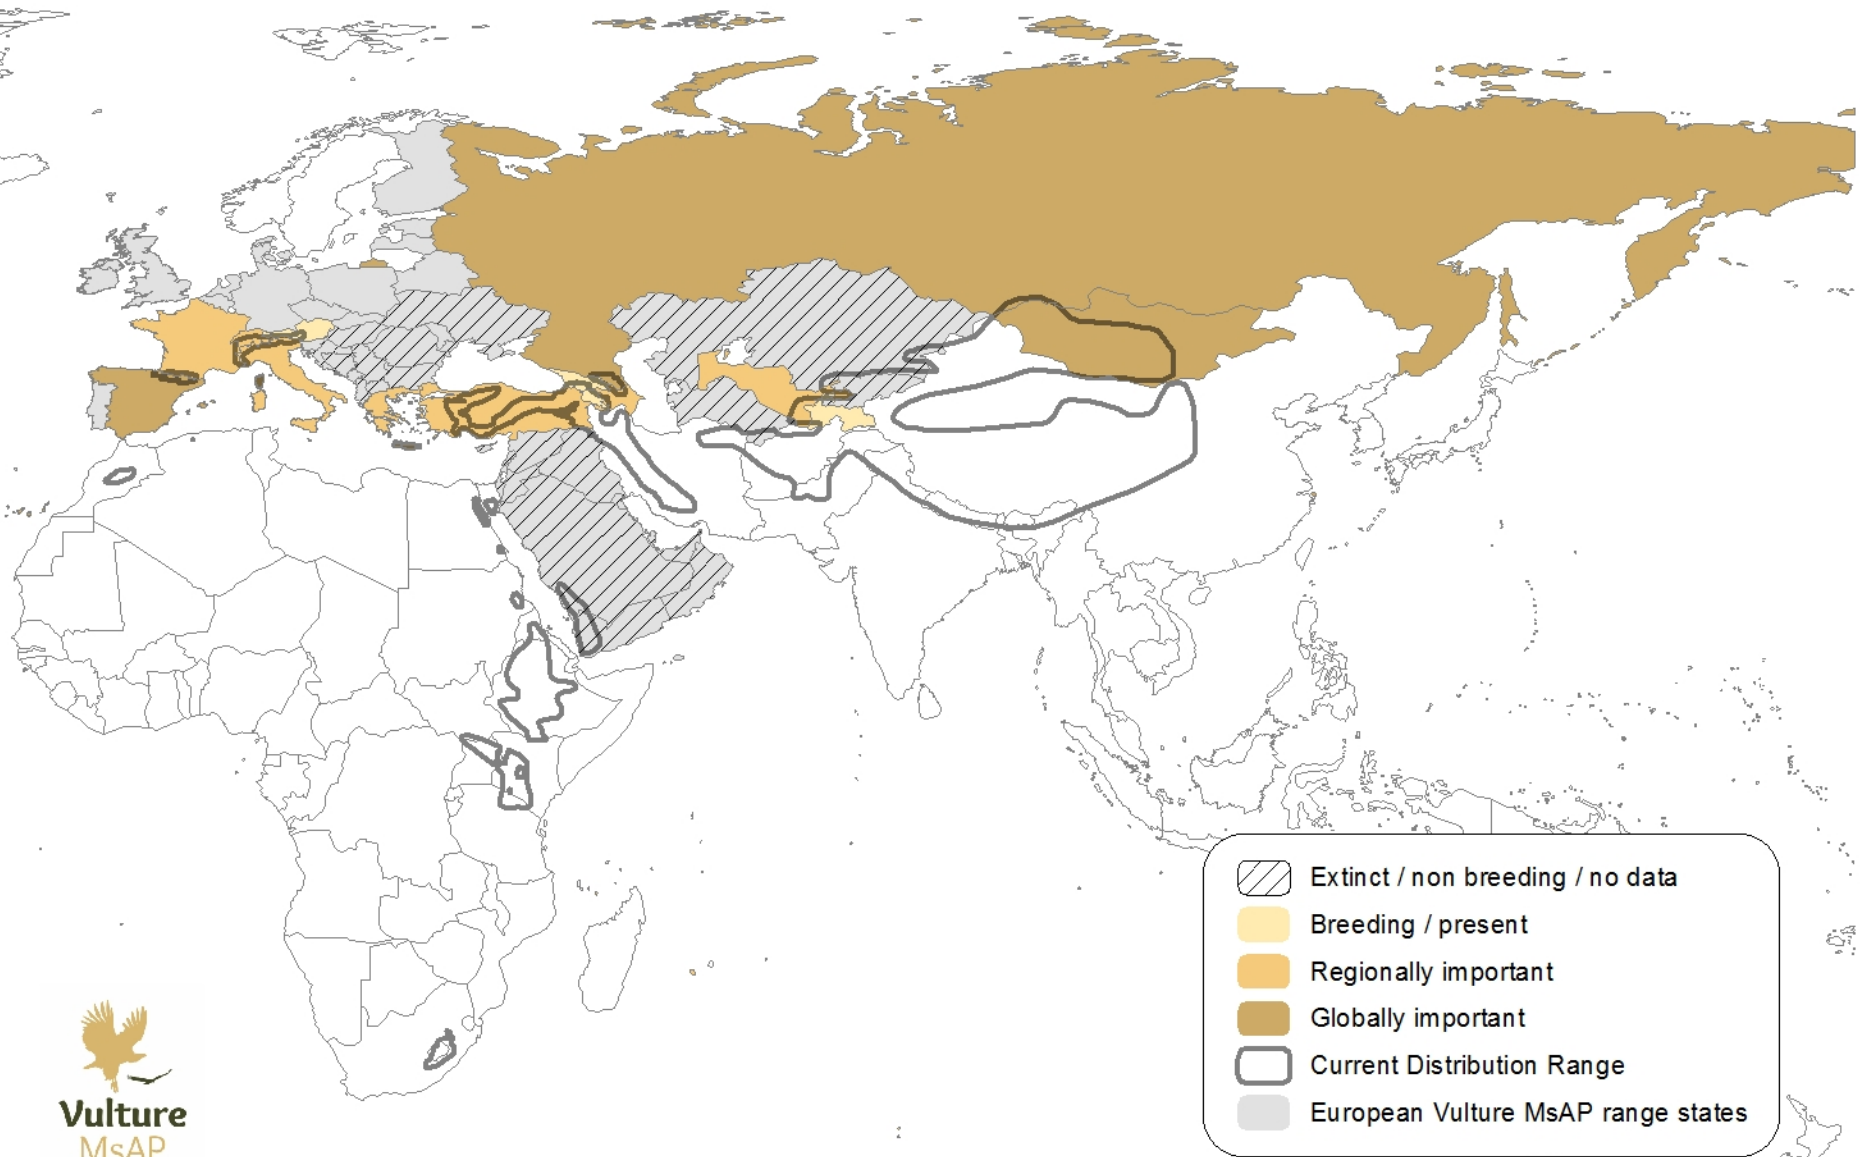 Extinct / non breeding / no data
Breeding / present
Regionally important
Globally important
Current Distribution Range
European Vulture MsAP range states
Vulture
MsAP